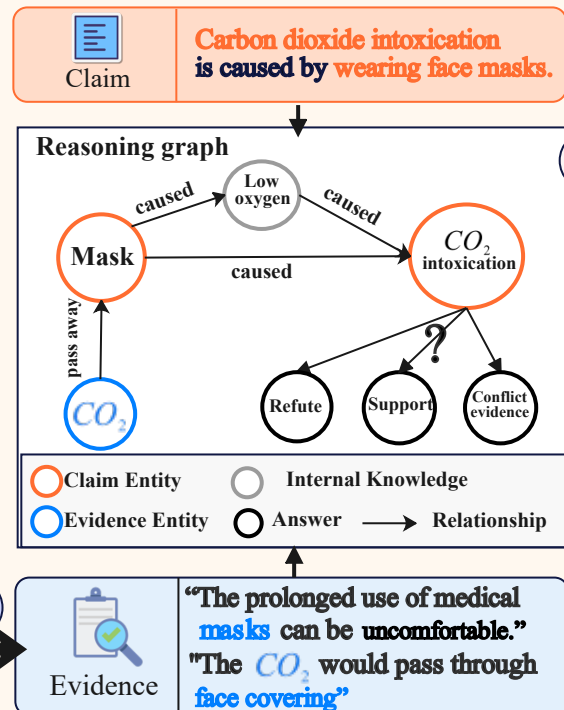 Claim
Carbon dioxide intoxication
is caused by wearing face masks.
Reasoning graph
Low
oxygen
caused
caused
Mask
caused
CO₂
intoxication
pass away
?
CO₂
Refute
Support
Conflict
evidence
Claim Entity
Internal Knowledge
Evidence Entity
Answer
Relationship
Evidence
“The prolonged use of medical
masks can be uncomfortable.”
"The CO₂ would pass through
face covering”